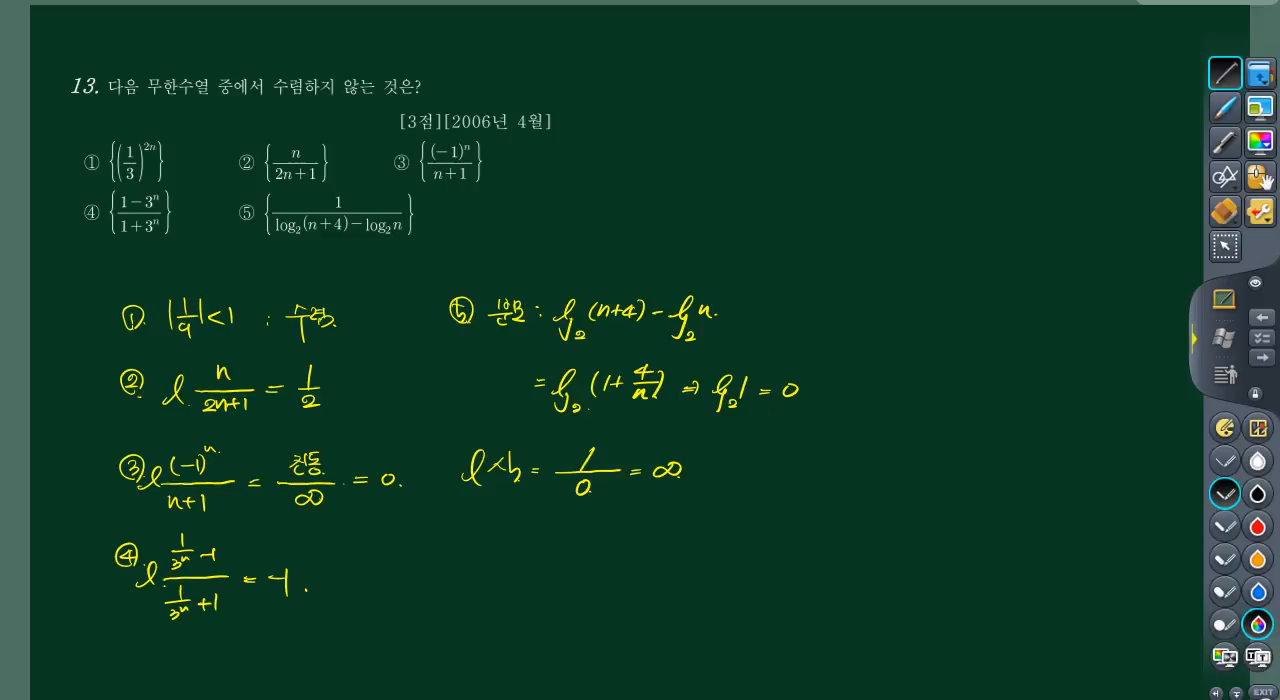 13. 다음 무한수열 중에서 수렴하지 않는 것은?
[3점][2006년 4월]
① {(1/3)^{2n}} ② {n/(2n+1)} ③ {(-1)^n/(n+1)}
④ {(1-3^n)/(1+3^n)} ⑤ {1/(log₂(n+4)-log₂n)}
① |1/9| < 1 : 수렴.
② l n/(2n+1) = 1/2
③ l (-1)^n/(n+1) = 진동/∞ = 0.
④ l (1/3^n -1)/(1/3^n +1) = -1.
⑤ 분모 : log₂(n+4) - log₂n.
= log₂(1+4/n) ⇒ log₂1 = 0
= 1/0 = ∞
EXIT